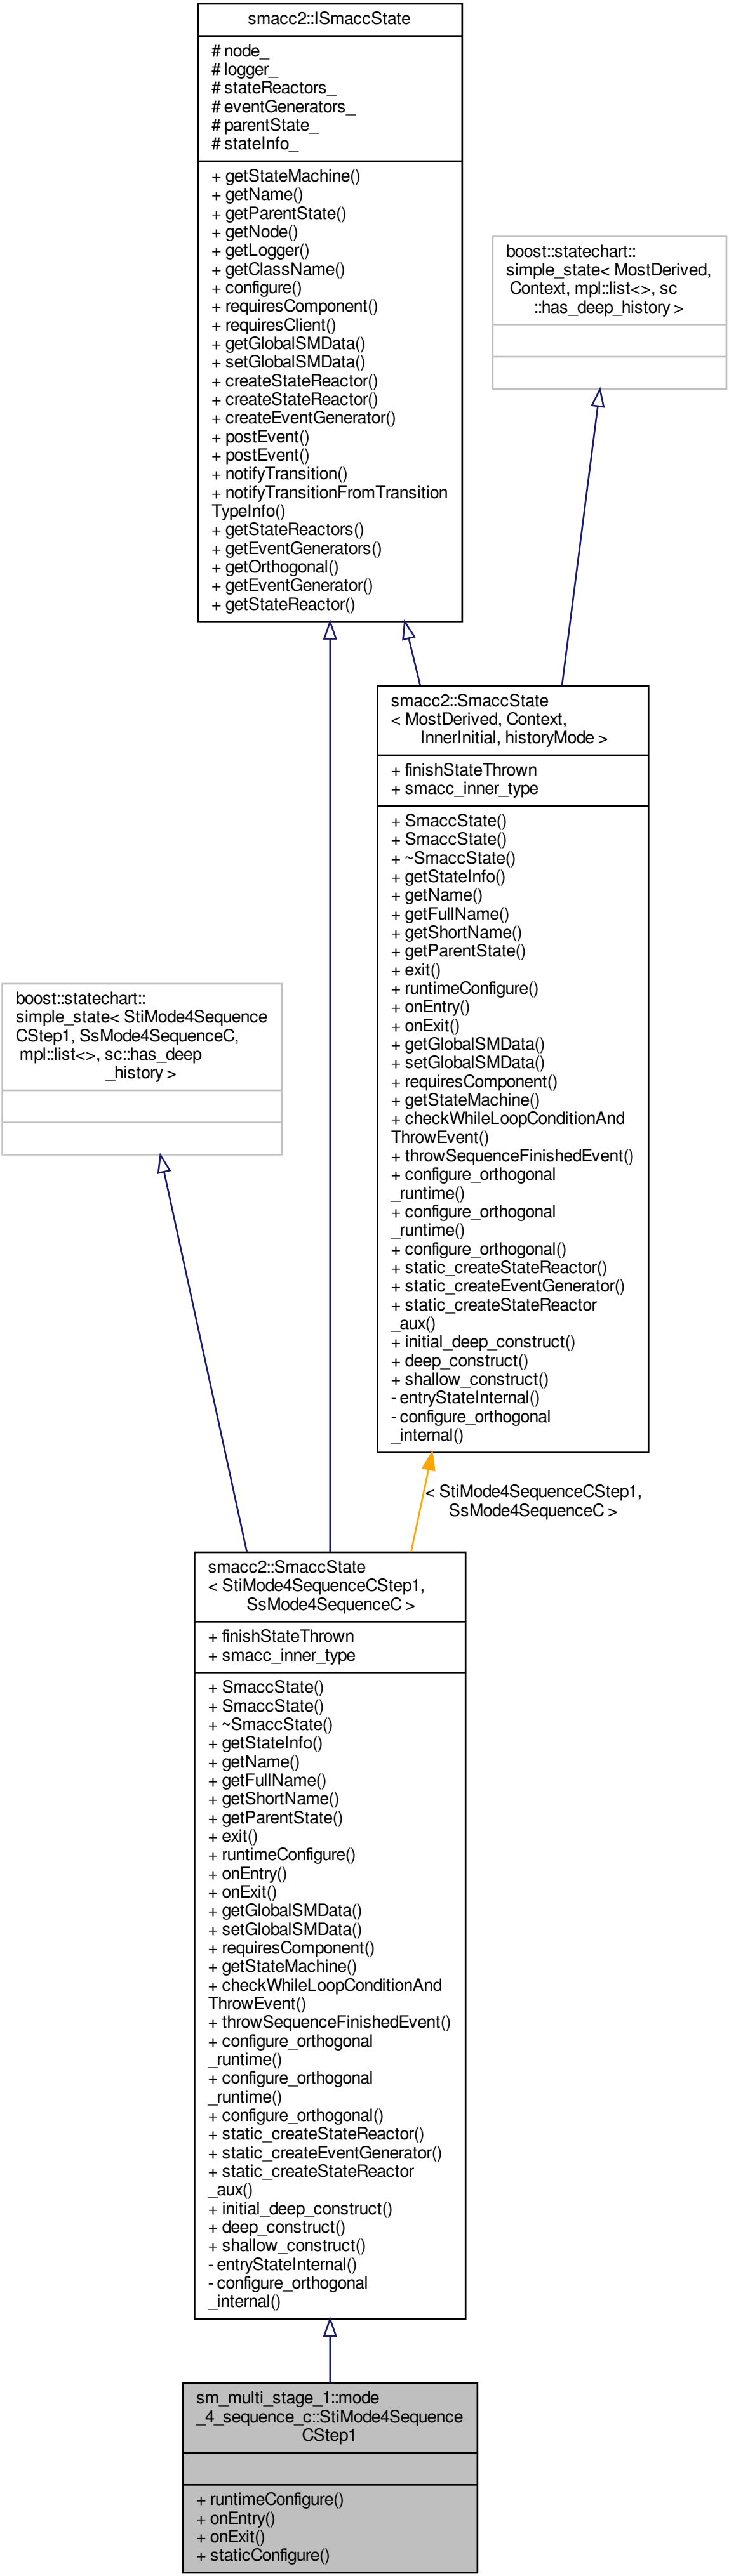 smacc2::ISmaccState
# node_
# logger_
# stateReactors_
# eventGenerators_
# parentState_
# stateInfo_
+ getStateMachine()
+ getName()
+ getParentState()
+ getNode()
+ getLogger()
+ getClassName()
+ configure()
+ requiresComponent()
+ requiresClient()
+ getGlobalSMData()
+ setGlobalSMData()
+ createStateReactor()
+ createStateReactor()
+ createEventGenerator()
+ postEvent()
+ postEvent()
+ notifyTransition()
+ notifyTransitionFromTransition
TypeInfo()
+ getStateReactors()
+ getEventGenerators()
+ getOrthogonal()
+ getEventGenerator()
+ getStateReactor()
boost::statechart::
simple_state< MostDerived,
Context, mpl::list<>, sc
::has_deep_history >
smacc2::SmaccState
< MostDerived, Context,
InnerInitial, historyMode >
+ finishStateThrown
+ smacc_inner_type
+ SmaccState()
+ SmaccState()
+ ~SmaccState()
+ getStateInfo()
+ getName()
+ getFullName()
+ getShortName()
+ getParentState()
+ exit()
+ runtimeConfigure()
+ onEntry()
+ onExit()
+ getGlobalSMData()
+ setGlobalSMData()
+ requiresComponent()
+ getStateMachine()
+ checkWhileLoopConditionAnd
ThrowEvent()
+ throwSequenceFinishedEvent()
+ configure_orthogonal
_runtime()
+ configure_orthogonal
_runtime()
+ configure_orthogonal()
+ static_createStateReactor()
+ static_createEventGenerator()
+ static_createStateReactor
_aux()
+ initial_deep_construct()
+ deep_construct()
+ shallow_construct()
- entryStateInternal()
- configure_orthogonal
_internal()
boost::statechart::
simple_state< StiMode4Sequence
CStep1, SsMode4SequenceC,
mpl::list<>, sc::has_deep
_history >
< StiMode4SequenceCStep1,
SsMode4SequenceC >
smacc2::SmaccState
< StiMode4SequenceCStep1,
SsMode4SequenceC >
+ finishStateThrown
+ smacc_inner_type
+ SmaccState()
+ SmaccState()
+ ~SmaccState()
+ getStateInfo()
+ getName()
+ getFullName()
+ getShortName()
+ getParentState()
+ exit()
+ runtimeConfigure()
+ onEntry()
+ onExit()
+ getGlobalSMData()
+ setGlobalSMData()
+ requiresComponent()
+ getStateMachine()
+ checkWhileLoopConditionAnd
ThrowEvent()
+ throwSequenceFinishedEvent()
+ configure_orthogonal
_runtime()
+ configure_orthogonal
_runtime()
+ configure_orthogonal()
+ static_createStateReactor()
+ static_createEventGenerator()
+ static_createStateReactor
_aux()
+ initial_deep_construct()
+ deep_construct()
+ shallow_construct()
- entryStateInternal()
- configure_orthogonal
_internal()
sm_multi_stage_1::mode
_4_sequence_c::StiMode4Sequence
CStep1
+ runtimeConfigure()
+ onEntry()
+ onExit()
+ staticConfigure()